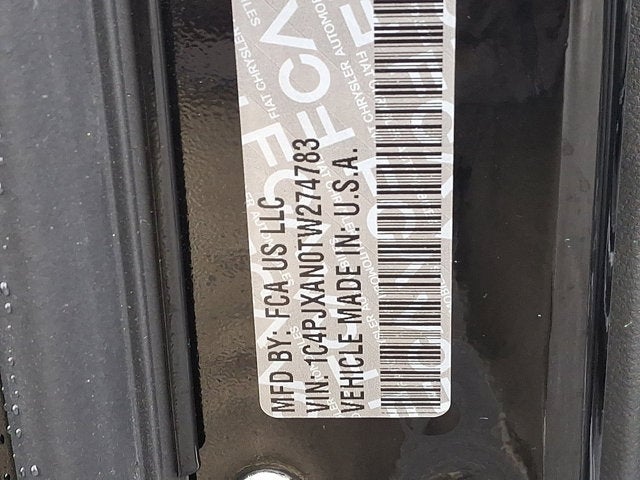 MFD BY: FCA US LLC
VIN: 1C4PJXAN0TW274783
VEHICLE MADE IN U.S.A.